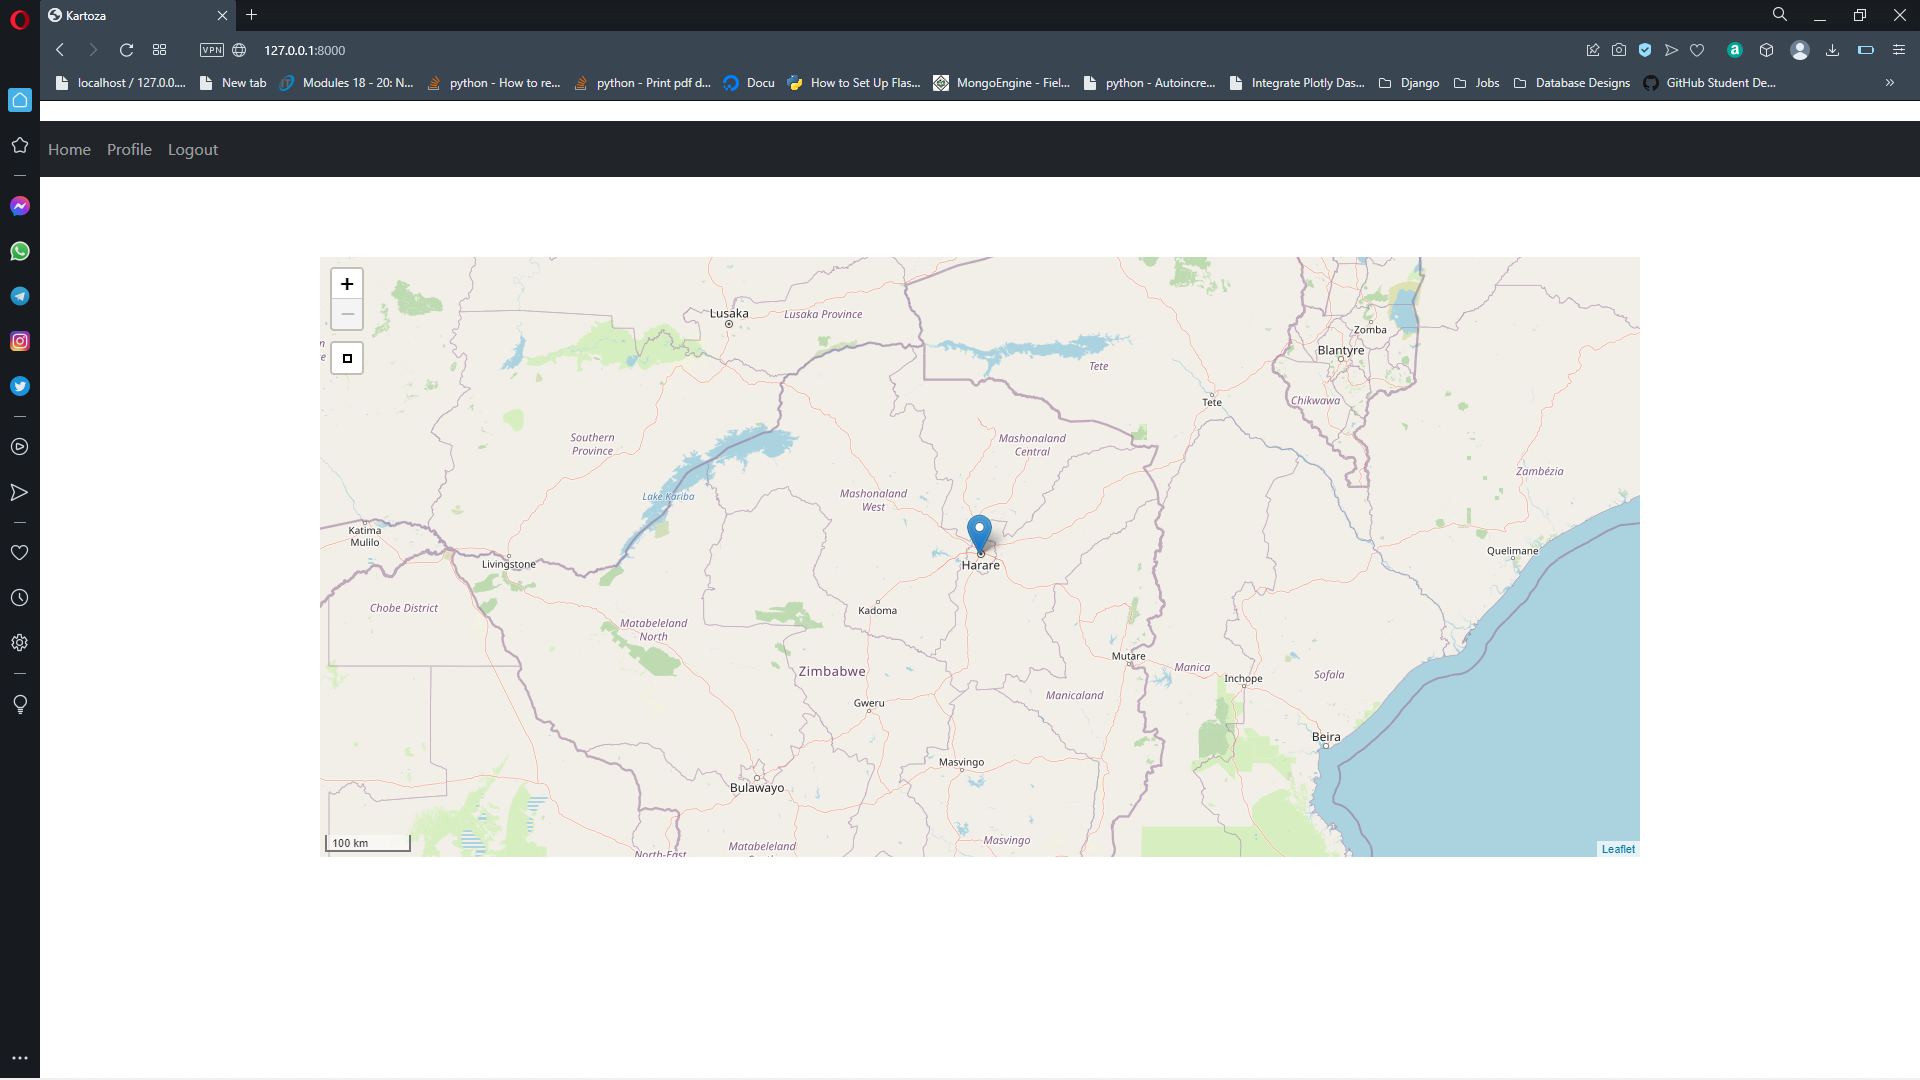 Kartoza
VPN
127.0.0.1:8000
localhost / 127.0.0....
New tab
Modules 18 - 20: N...
python - How to re...
python - Print pdf d...
Docu
How to Set Up Flas...
MongoEngine - Fiel...
python - Autoincre...
Integrate Plotly Das...
Django
Jobs
Database Designs
GitHub Student De...
Home
Profile
Logout
+
−
Lusaka
Lusaka Province
Zomba
Blantyre
Tete
Chikwawa
Tete
Southern
Province
Mashonaland
Central
Zambézia
Lake Kariba
Mashonaland
West
Katima
Mulilo
Quelimane
Livingstone
Harare
Chobe District
Kadoma
Matabeleland
North
Mutare
Manica
Zimbabwe
Inchope
Sofala
Manicaland
Gweru
Beira
Masvingo
Bulawayo
Masvingo
Matabeleland
North-East
100 km
Leaflet